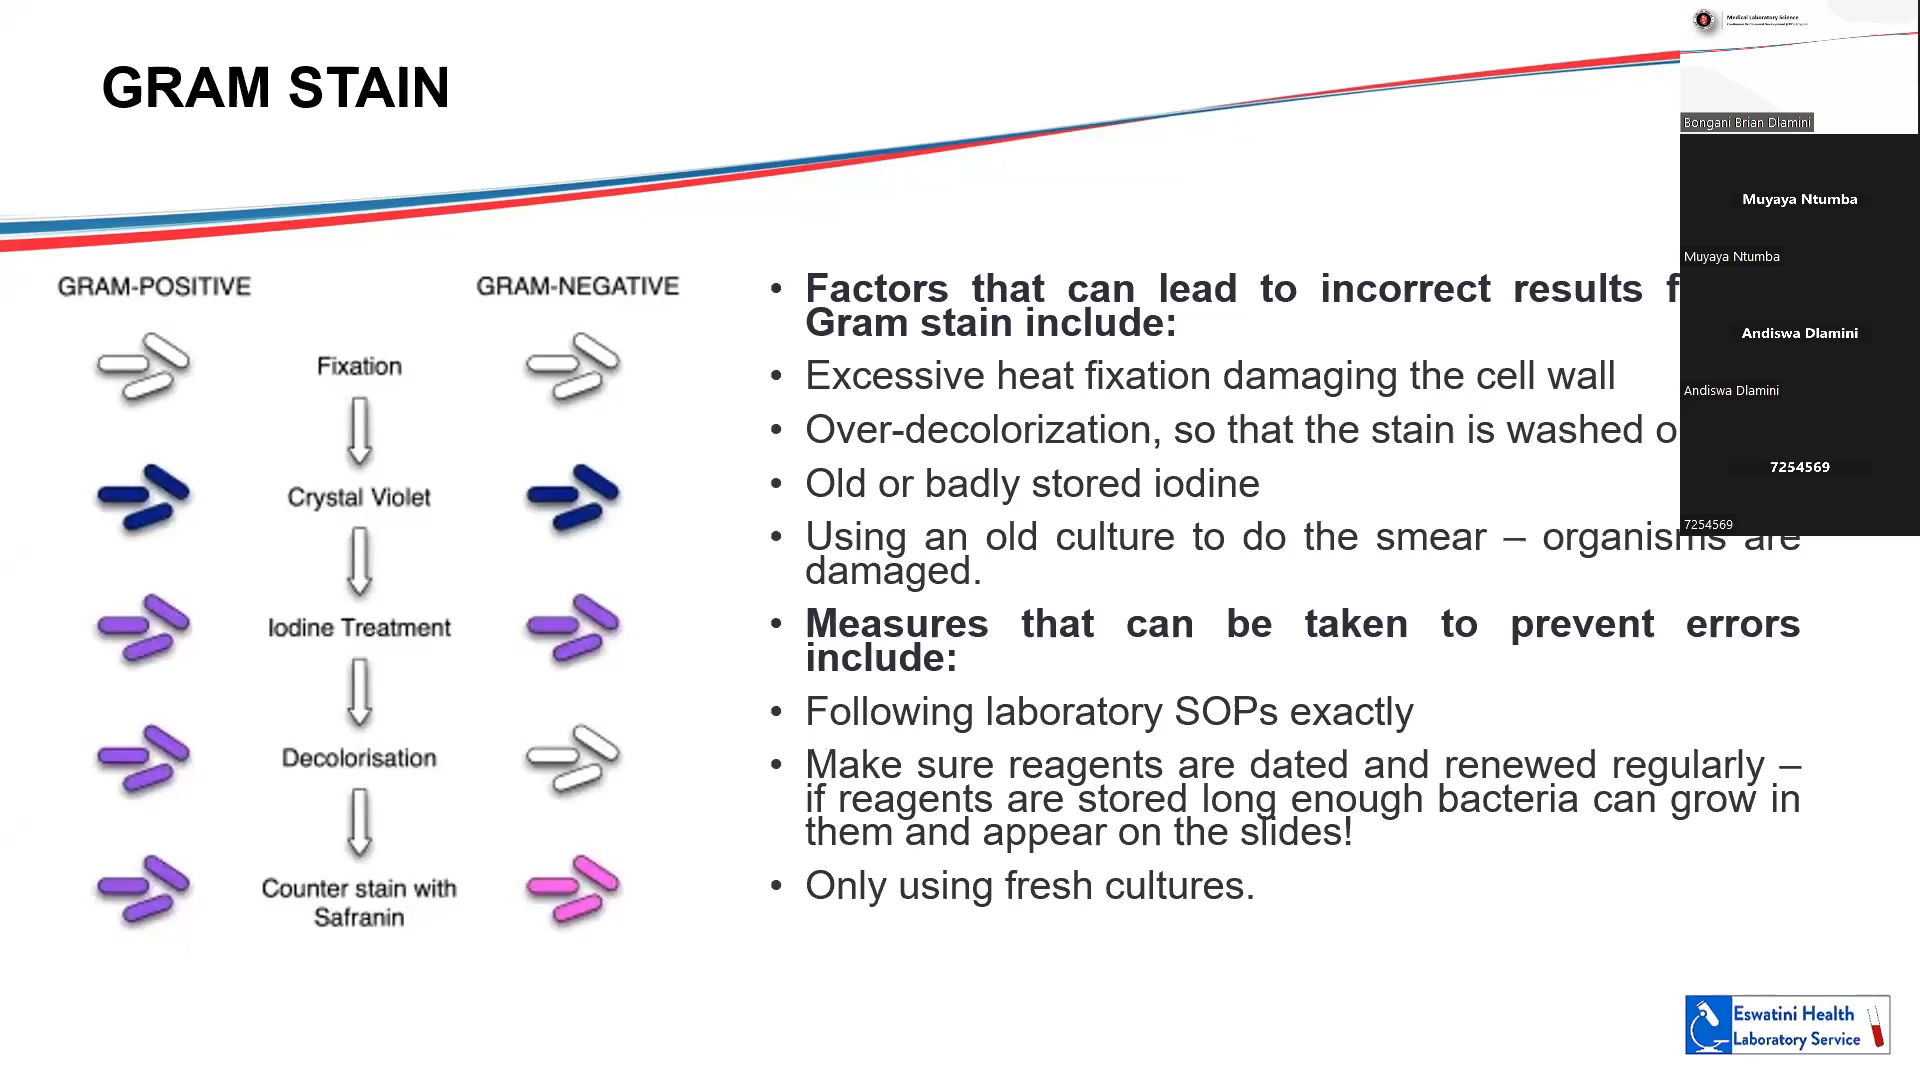 GRAM STAIN
GRAM-POSITIVE
GRAM-NEGATIVE
Fixation
Crystal Violet
Iodine Treatment
Decolorisation
Counter stain with
Safranin
• Factors that can lead to incorrect results
Gram stain include:
• Excessive heat fixation damaging the cell wall
• Over-decolorization, so that the stain is washed
• Old or badly stored iodine
• Using an old culture to do the smear – organisms are
damaged.
• Measures that can be taken to prevent errors
include:
• Following laboratory SOPs exactly
• Make sure reagents are dated and renewed regularly –
if reagents are stored long enough bacteria can grow in
them and appear on the slides!
• Only using fresh cultures.
Medical Laboratory Science
Bongani Brian Dlamini
Muyaya Ntumba
Muyaya Ntumba
Andiswa Dlamini
Andiswa Dlamini
7254569
7254569
Eswatini Health
Laboratory Service